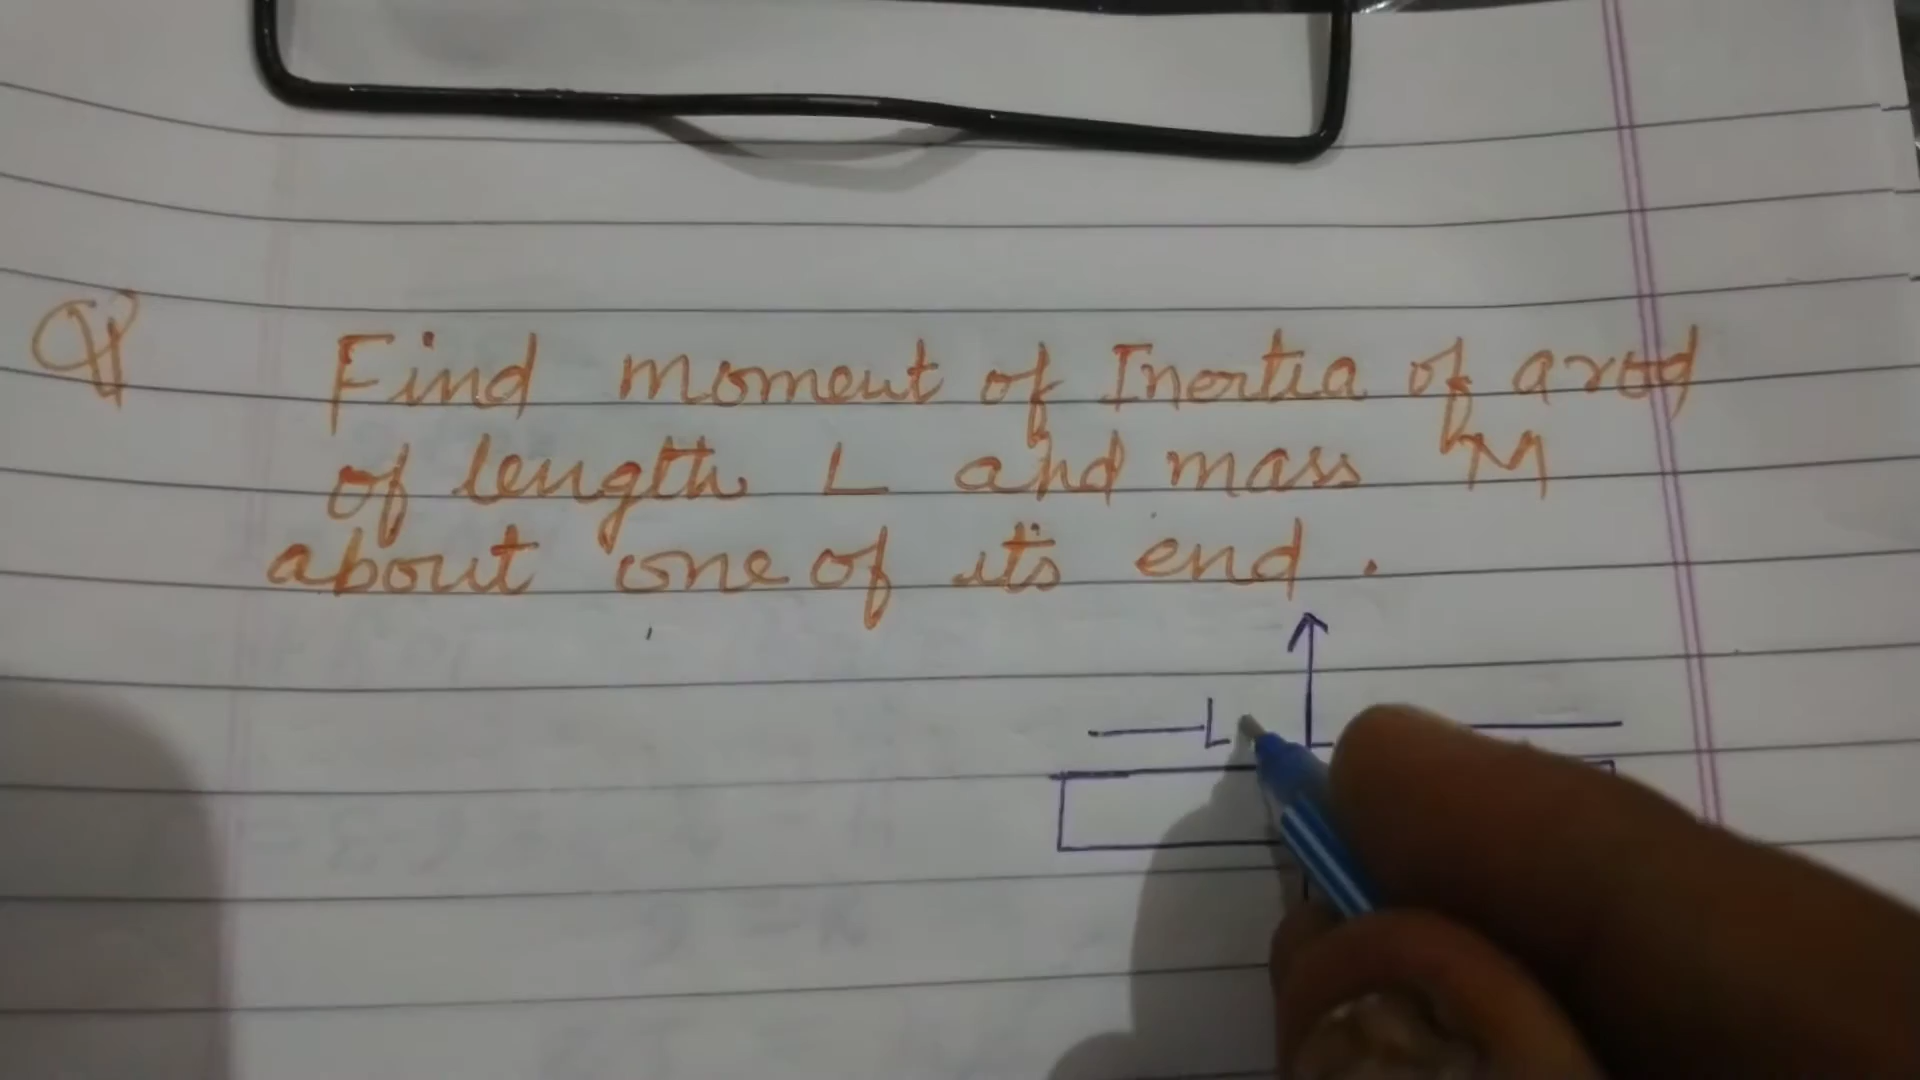 Q Find moment of Inertia of a rod
of length L and mass M
about one of its end.
L